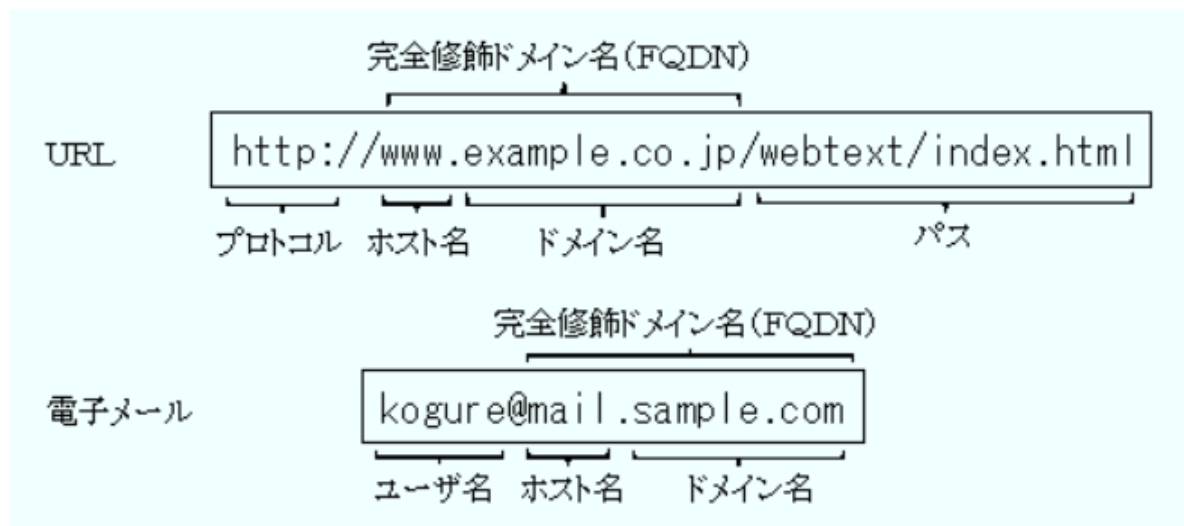 完全修飾ドメイン名(FQDN)
URL
http://www.example.co.jp/webtext/index.html
プロトコル ホスト名 ドメイン名 パス
完全修飾ドメイン名(FQDN)
電子メール
kogure@mail.sample.com
ユーザ名 ホスト名 ドメイン名